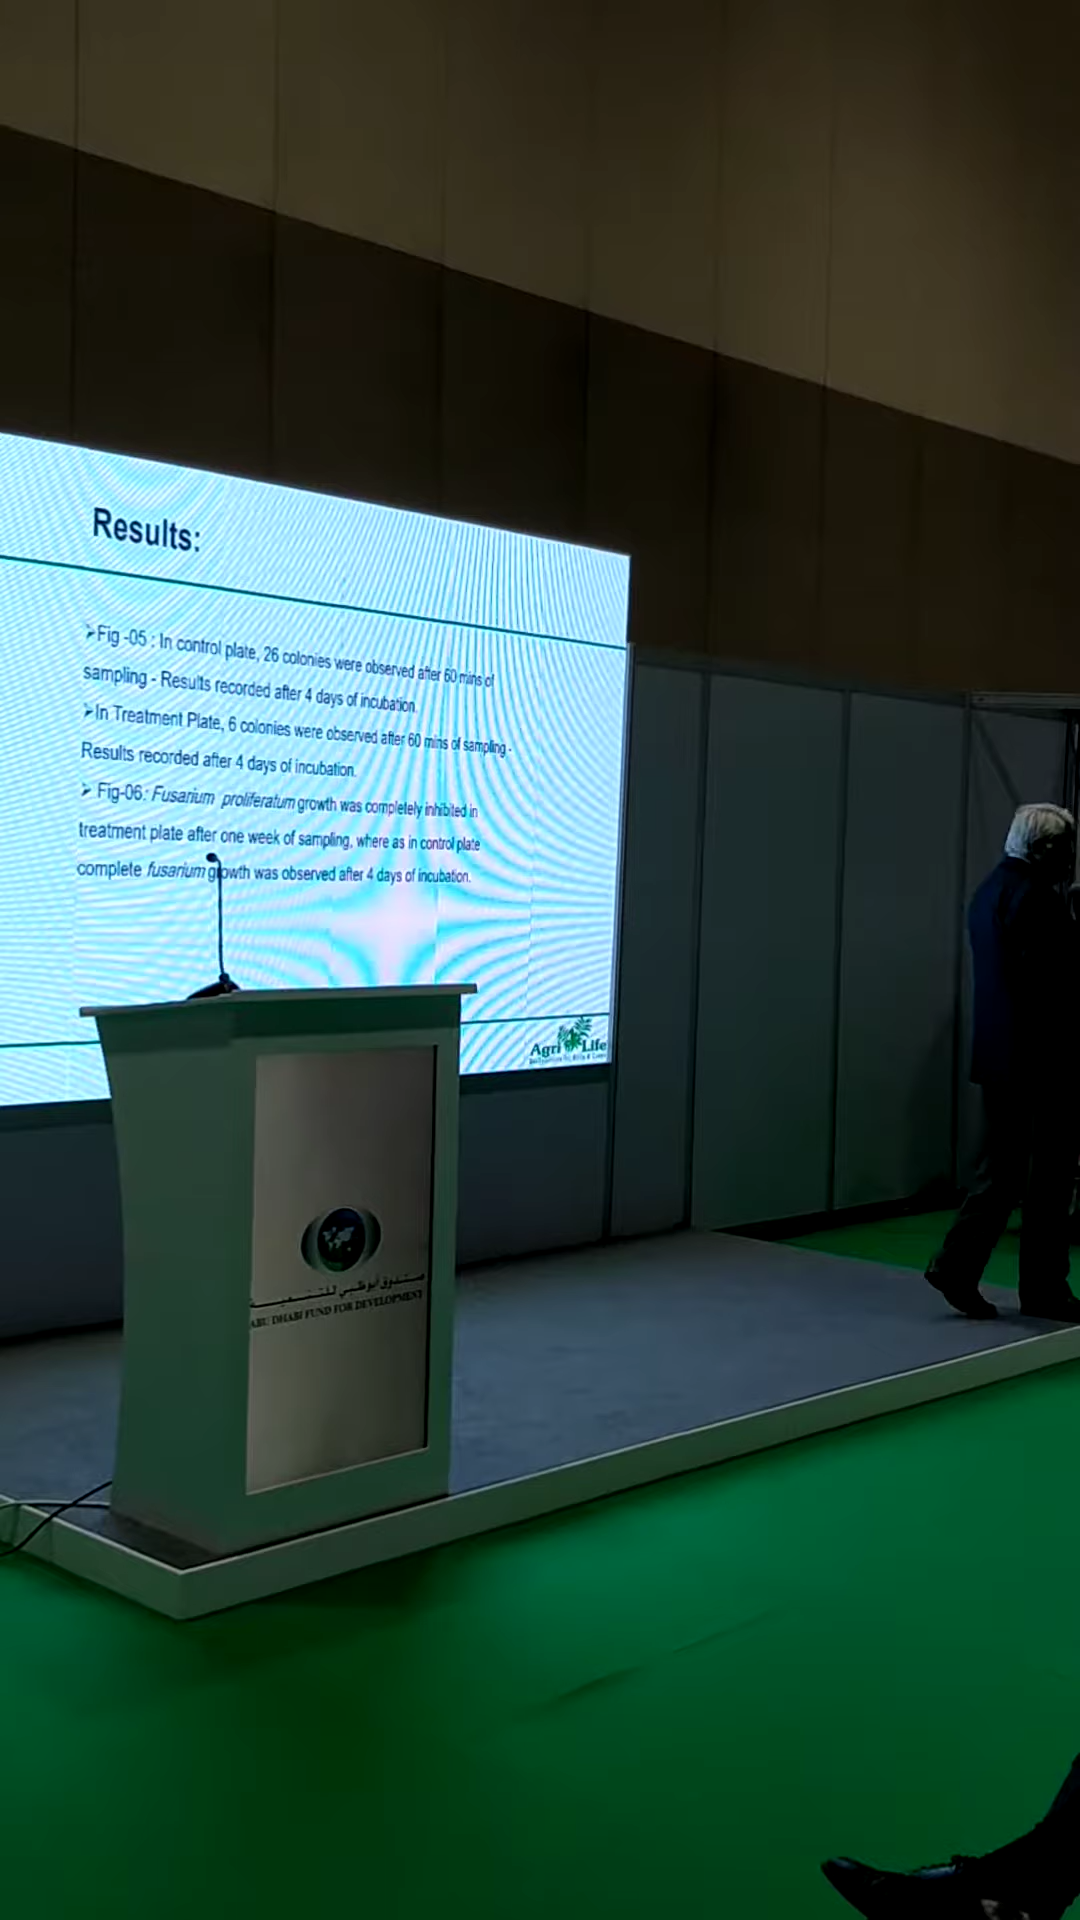 Results:
➢Fig -05 : In control plate, 26 colonies were observed after 60 mins of
sampling - Results recorded after 4 days of incubation.
➢In Treatment Plate, 6 colonies were observed after 60 mins of sampling -
Results recorded after 4 days of incubation.
➢ Fig-06: Fusarium proliferatum growth was completely inhibited in
treatment plate after one week of sampling, where as in control plate
complete fusarium growth was observed after 4 days of incubation.
Agri Life
صندوق أبوظبي للتنمية
ABU DHABI FUND FOR DEVELOPMENT